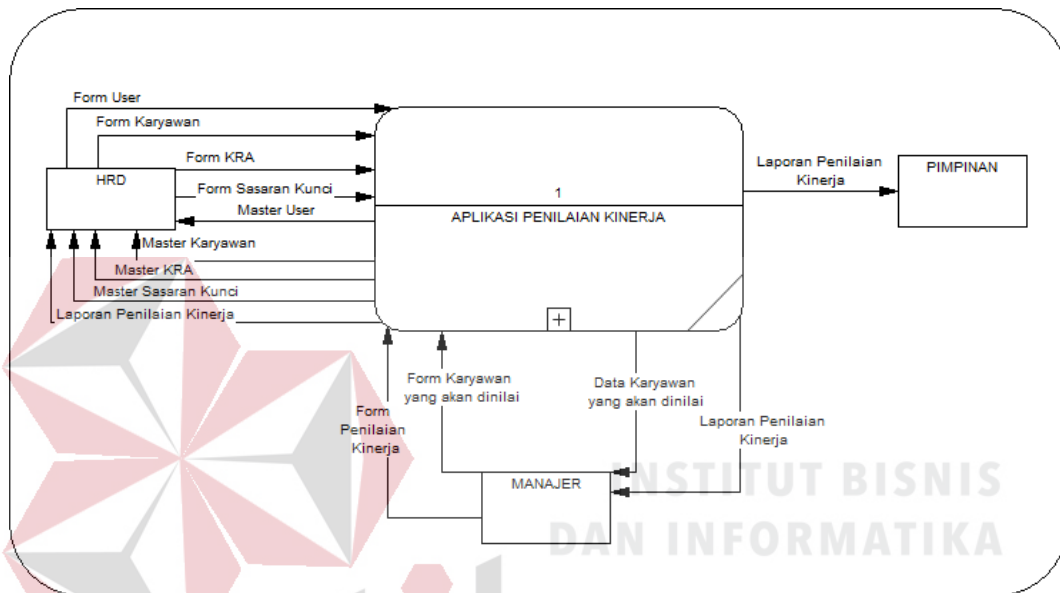 Form User
Form Karyawan
Form KRA
HRD
Form Sasaran Kunci
Master User
Master Karyawan
Master KRA
Master Sasaran Kunci
Laporan Penilaian Kinerja
1
APLIKASI PENILAIAN KINERJA
Laporan Penilaian
Kinerja
PIMPINAN
Form
Penilaian
Kinerja
Form Karyawan
yang akan dinilai
Data Karyawan
yang akan dinilai
Laporan Penilaian
Kinerja
MANAJER
INSTITUT BISNIS
DAN INFORMATIKA